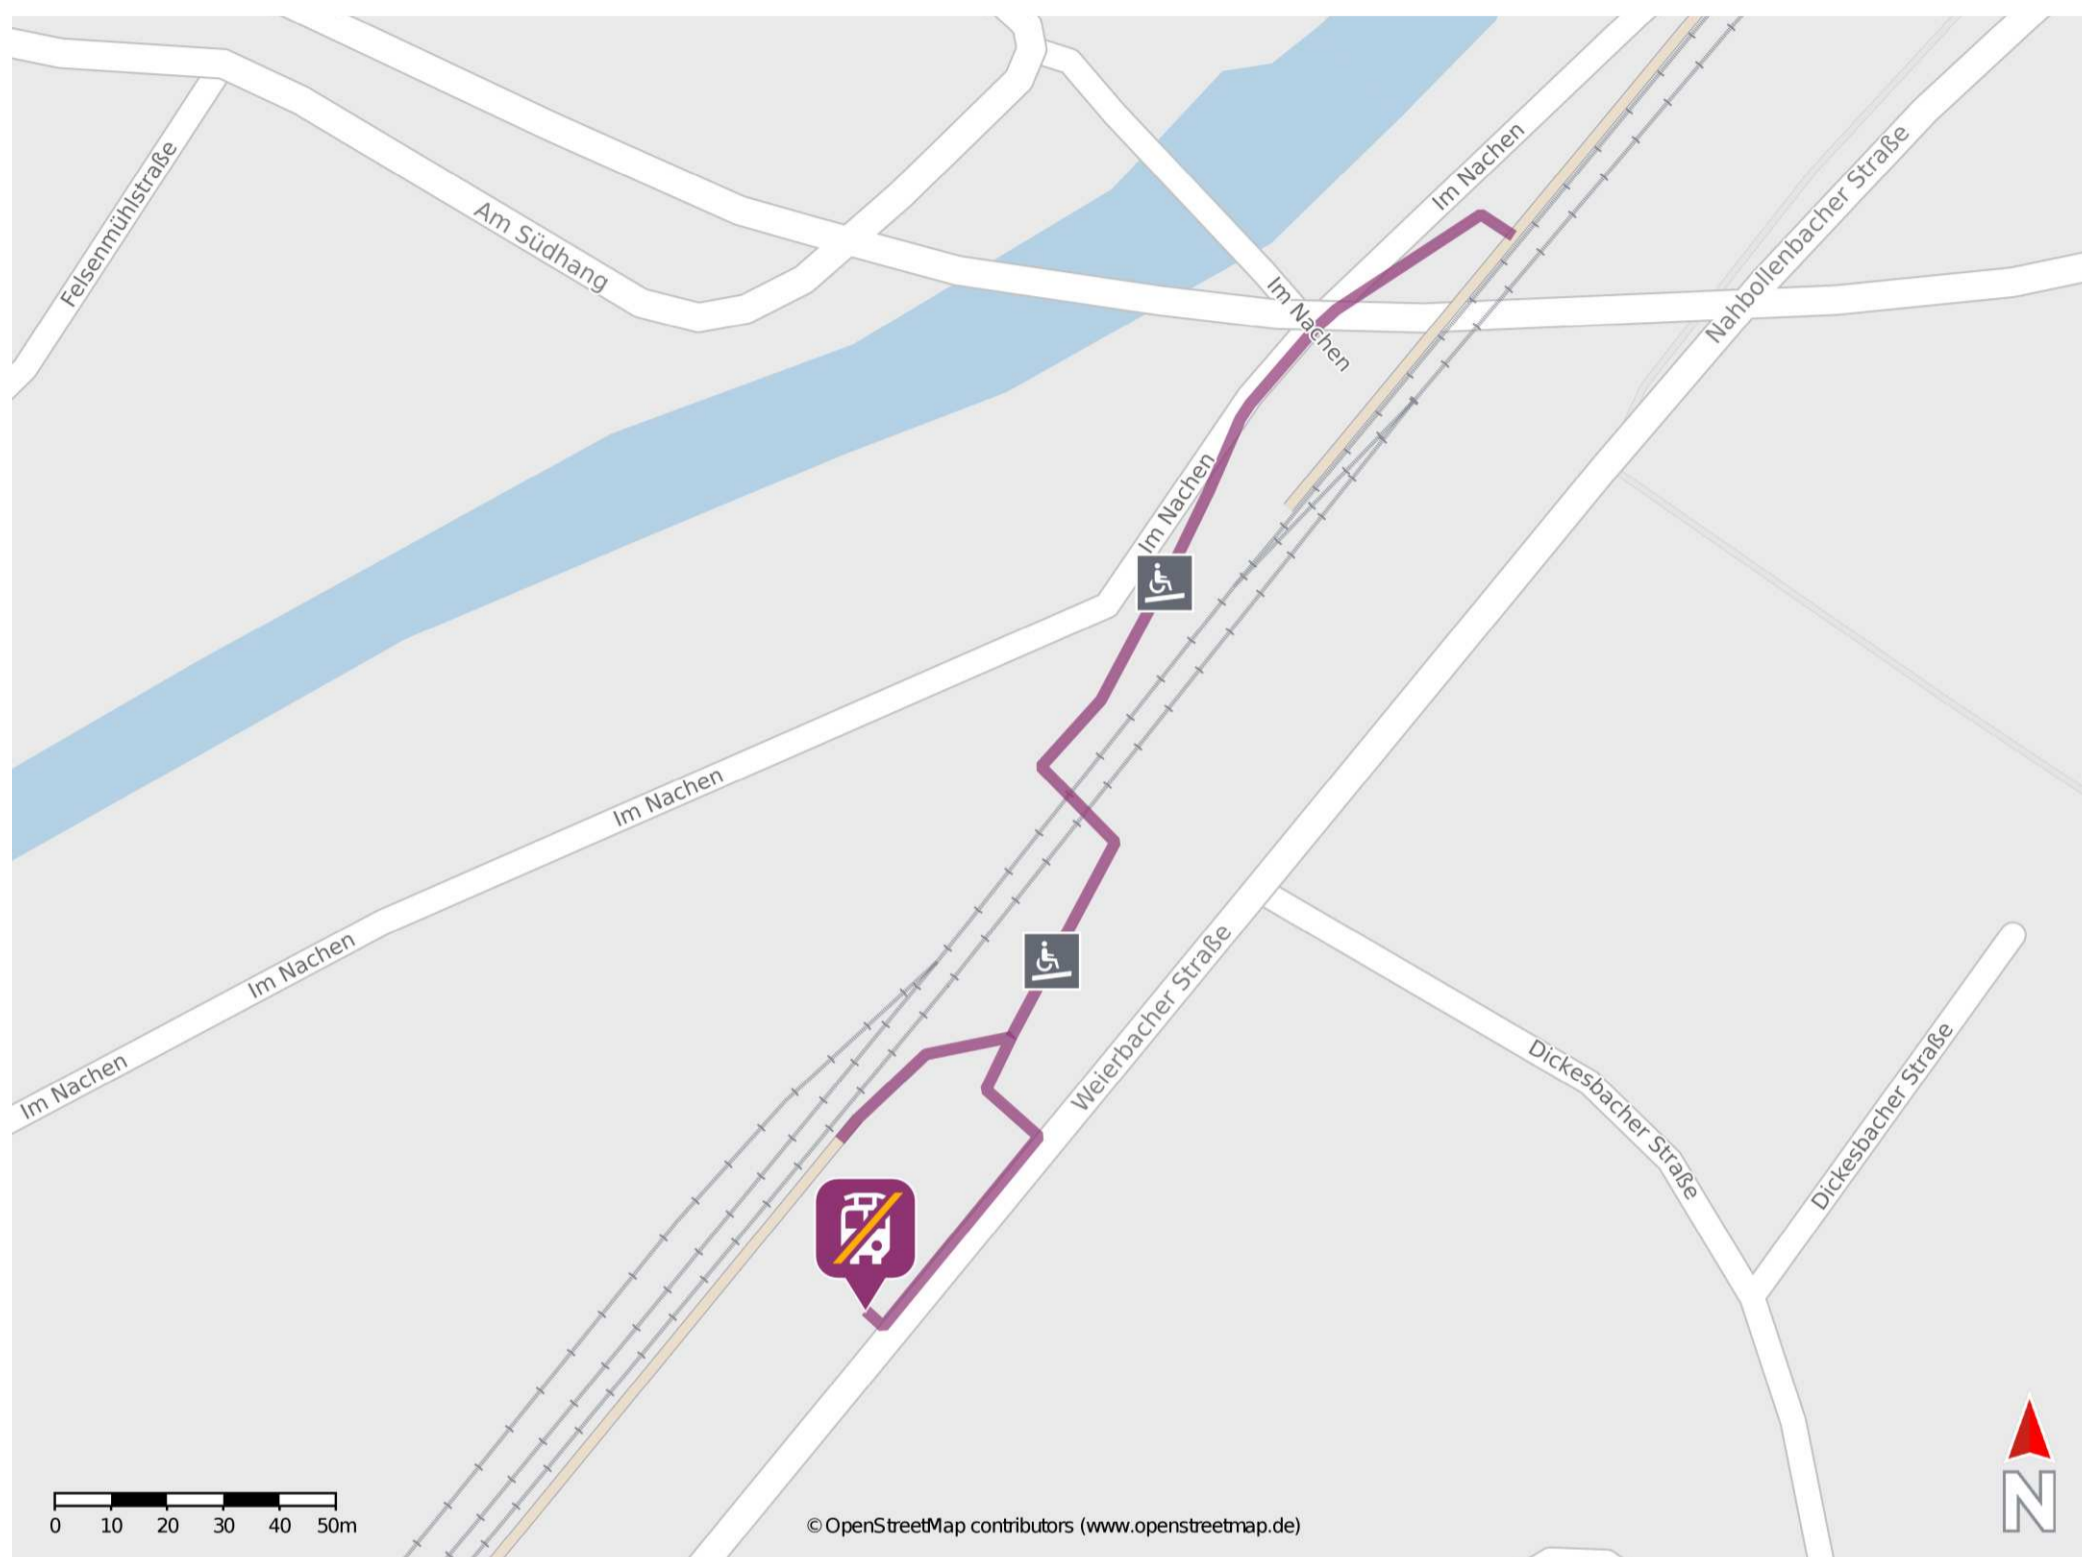 Im Nachen
Nahbollenbacher Straße
Felsenmühlstraße
Am Südhang
Im Nachen
Im Nachen
Im Nachen
Im Nachen
Im Nachen
Weierbacher Straße
Dickesbacher Straße
Dickesbacher Straße
N
0 10 20 30 40 50m
© OpenStreetMap contributors (www.openstreetmap.de)